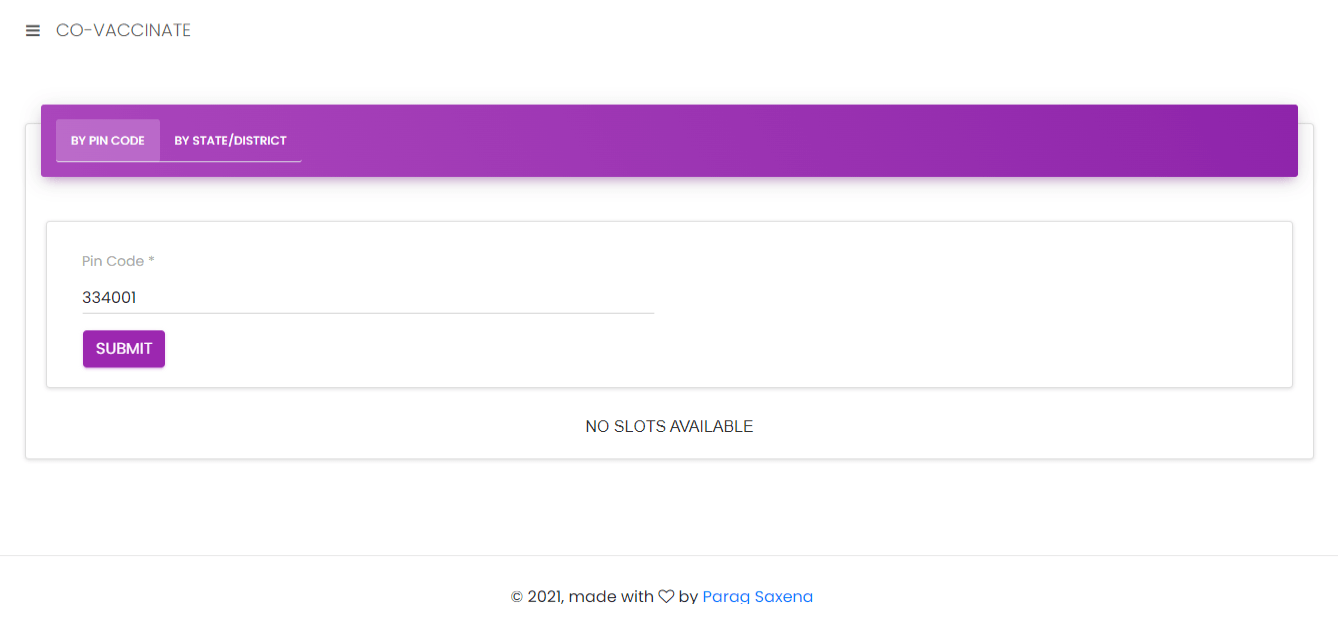 CO-VACCINATE
BY PIN CODE BY STATE/DISTRICT
Pin Code *
334001
SUBMIT
NO SLOTS AVAILABLE
© 2021, made with ♡ by Parag Saxena